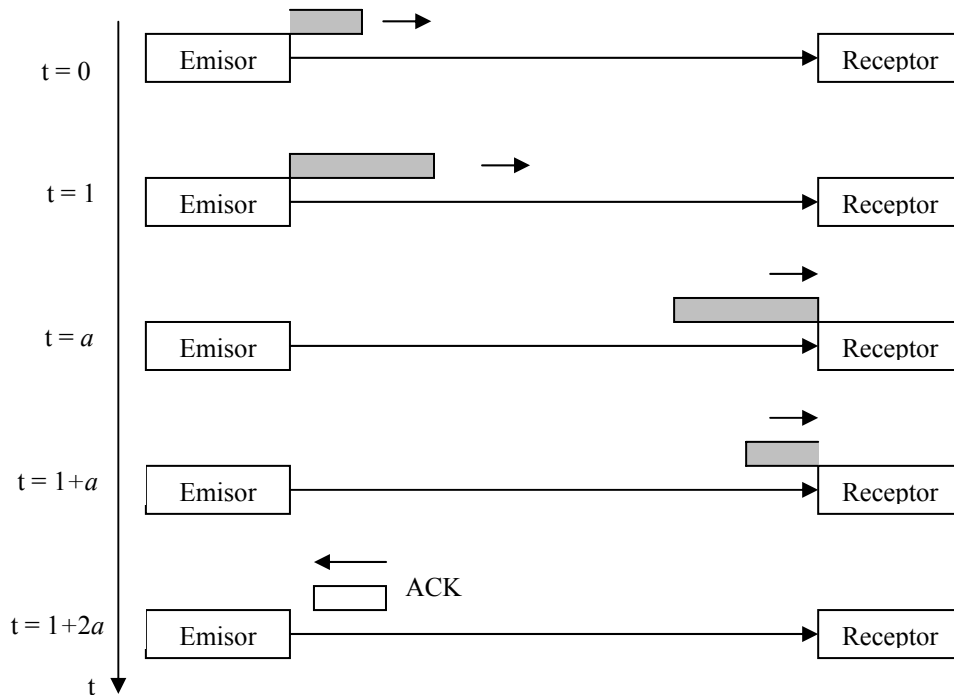 t = 0
Emisor
Receptor
t = 1
Emisor
Receptor
t = a
Emisor
Receptor
t = 1+a
Emisor
Receptor
ACK
t = 1+2a
Emisor
Receptor
t